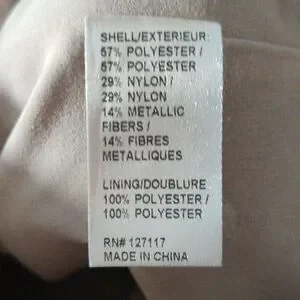 SHELL/EXTERIEUR:
57% POLYESTER /
57% POLYESTER
29% NYLON /
29% NYLON
14% METALLIC
FIBERS /
14% FIBRES
METALLIQUES
LINING/DOUBLURE
100% POLYESTER /
100% POLYESTER
RN# 127117
MADE IN CHINA